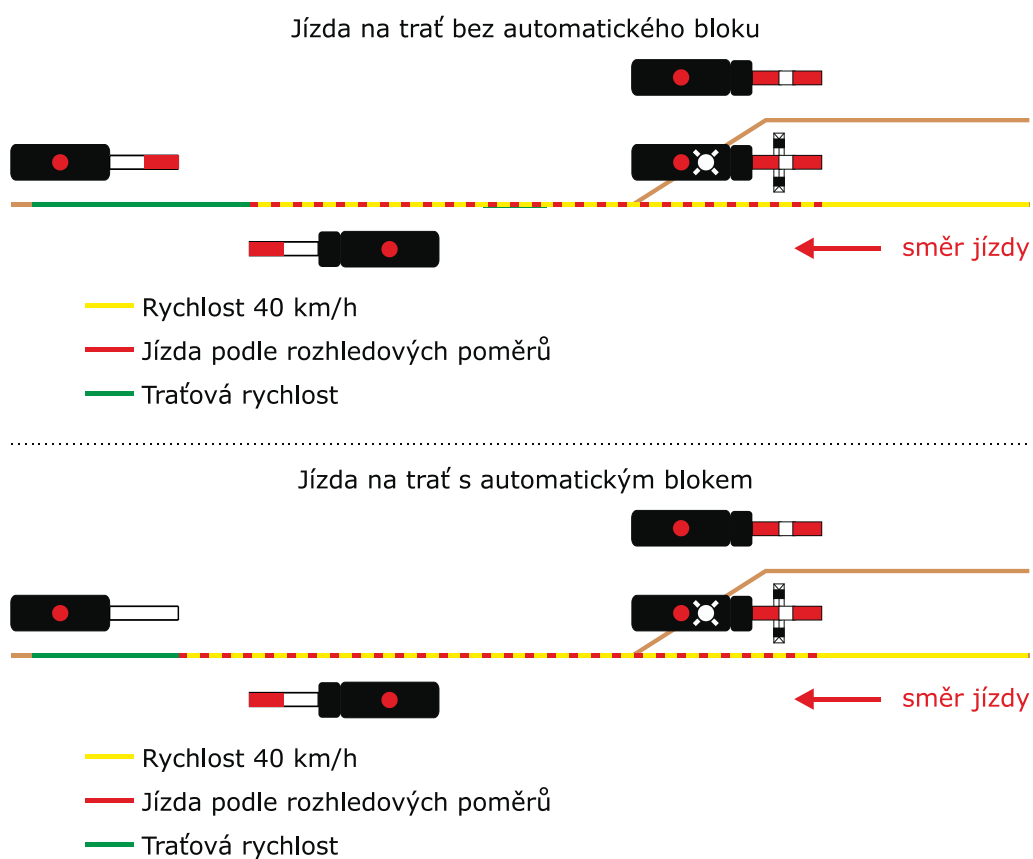 Jízda na trať bez automatického bloku
směr jízdy
Rychlost 40 km/h
Jízda podle rozhledových poměrů
Traťová rychlost
Jízda na trať s automatickým blokem
směr jízdy
Rychlost 40 km/h
Jízda podle rozhledových poměrů
Traťová rychlost